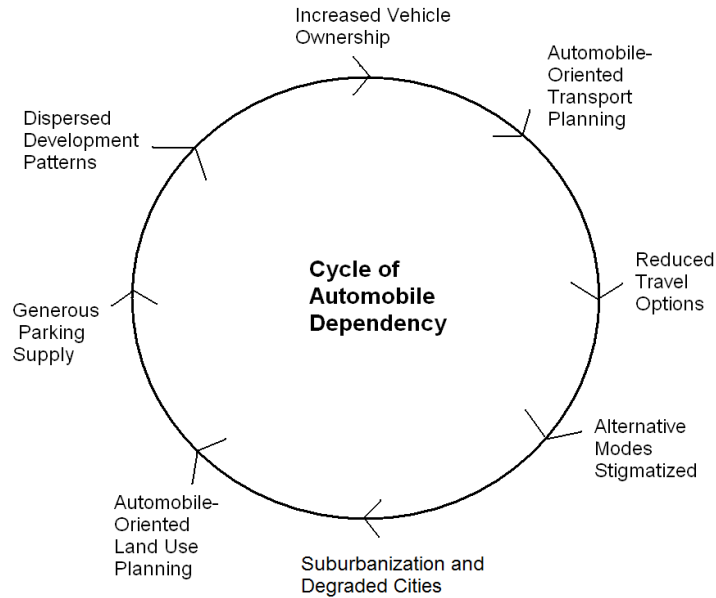 Increased Vehicle
Ownership
Automobile-
Oriented
Transport
Planning
Reduced
Travel
Options
Alternative
Modes
Stigmatized
Suburbanization and
Degraded Cities
Automobile-
Oriented
Land Use
Planning
Generous
Parking
Supply
Dispersed
Development
Patterns
Cycle of
Automobile
Dependency